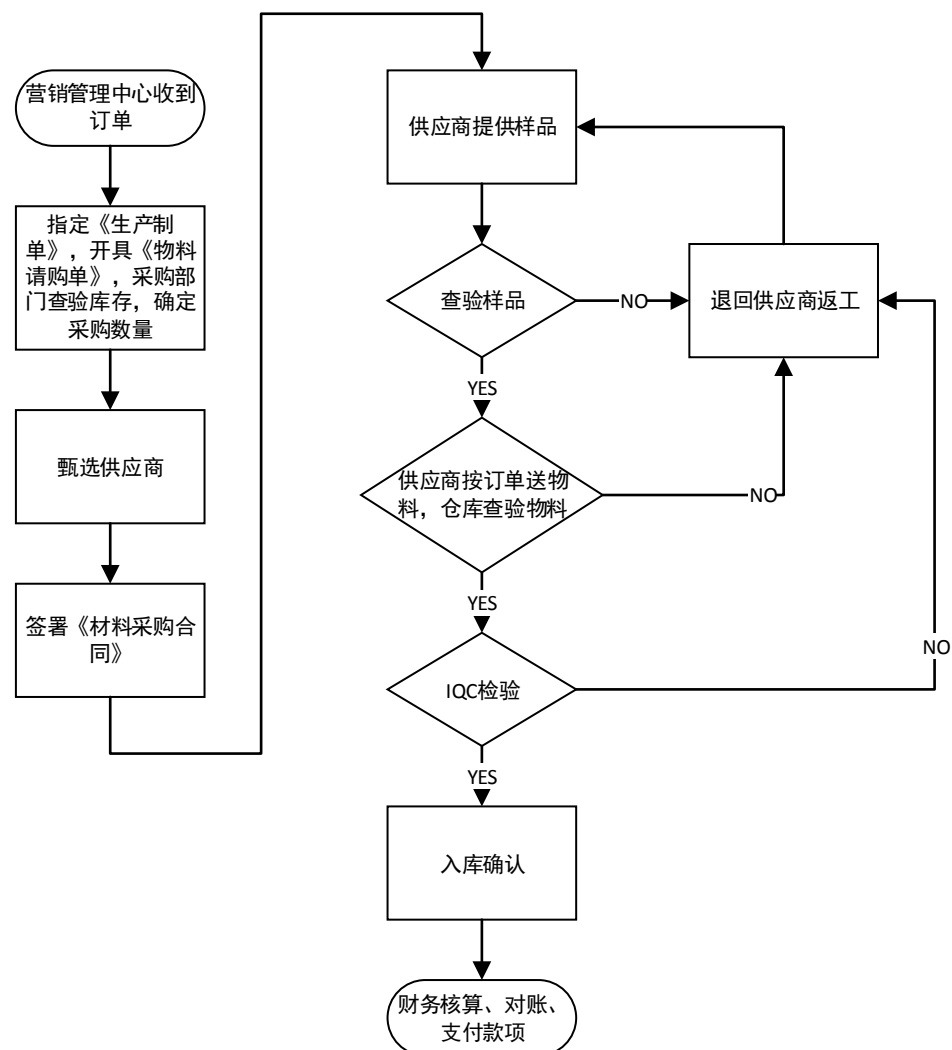 营销管理中心收到
订单
指定《生产制
单》，开具《物料
请购单》，采购部
门查验库存，确定
采购数量
甄选供应商
签署《材料采购合
同》
供应商提供样品
查验样品
NO
退回供应商返工
YES
供应商按订单送物
料，仓库查验物料
NO
YES
IQC检验
NO
YES
入库确认
财务核算、对账、
支付款项